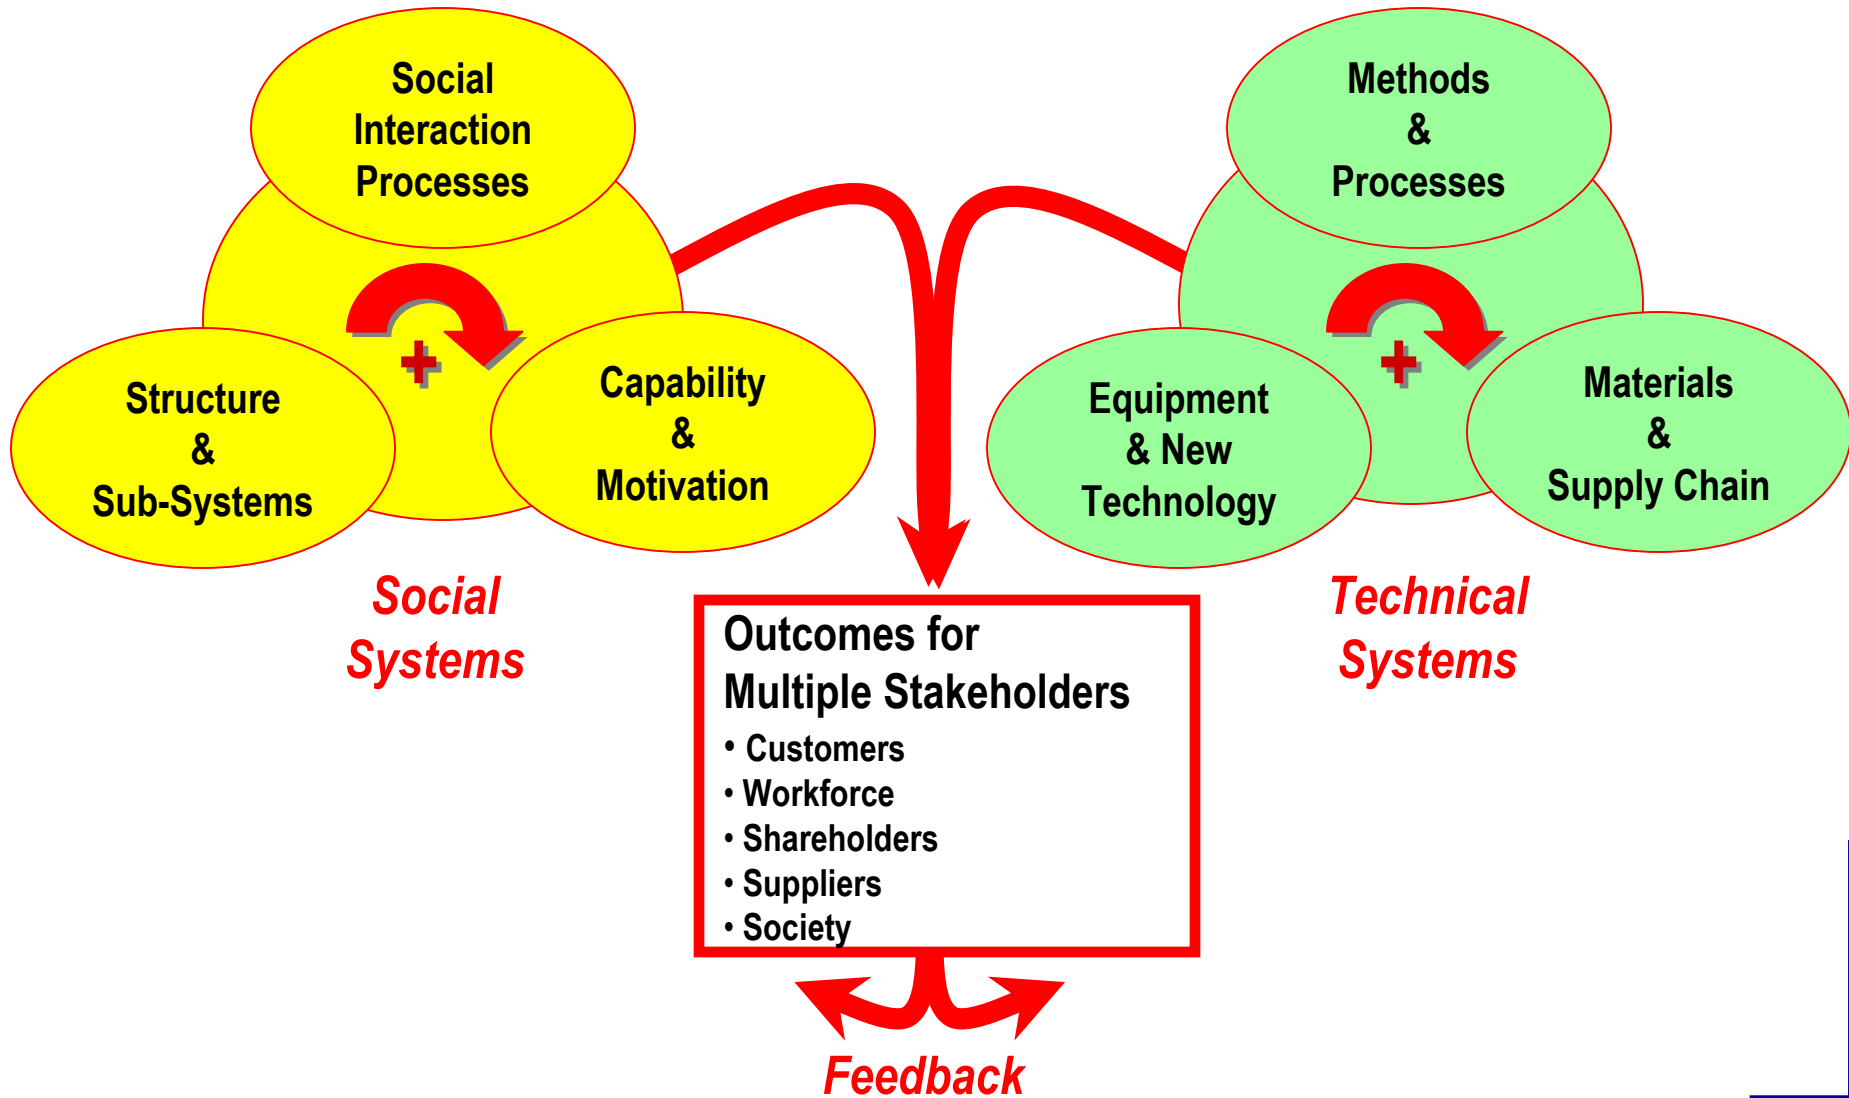 Social
Interaction
Processes
Structure
&
Sub-Systems
Capability
&
Motivation
Social
Systems
Methods
&
Processes
Equipment
& New
Technology
Materials
&
Supply Chain
Technical
Systems
+
+
Outcomes for
Multiple Stakeholders
• Customers
• Workforce
• Shareholders
• Suppliers
• Society
Feedback